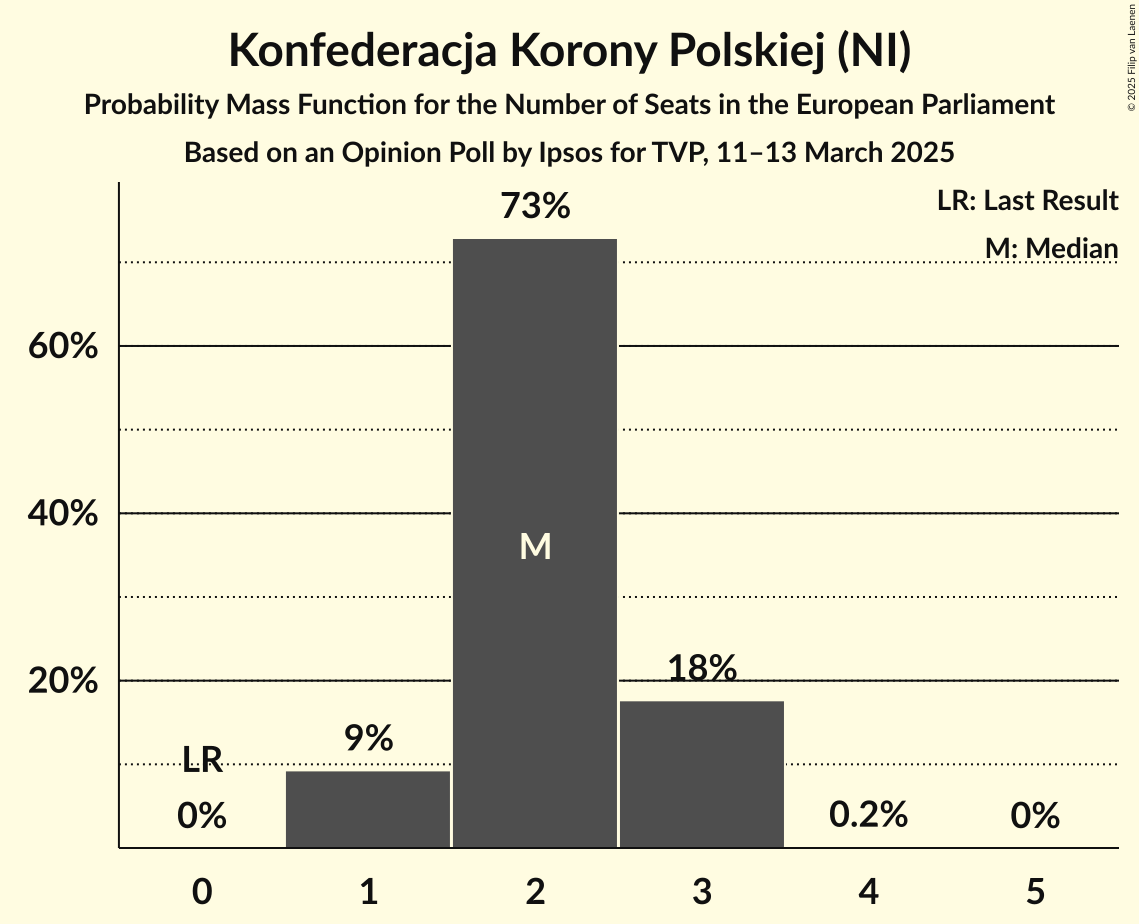 Konfederacja Korony Polskiej (NI)
Probability Mass Function for the Number of Seats in the European Parliament
Based on an Opinion Poll by Ipsos for TVP, 11–13 March 2025
© 2025 Filip van Laenen
LR: Last Result
M: Median
73%
60%
40%
M
20%
18%
9%
LR
0%
0.2%
0%
0 1 2 3 4 5